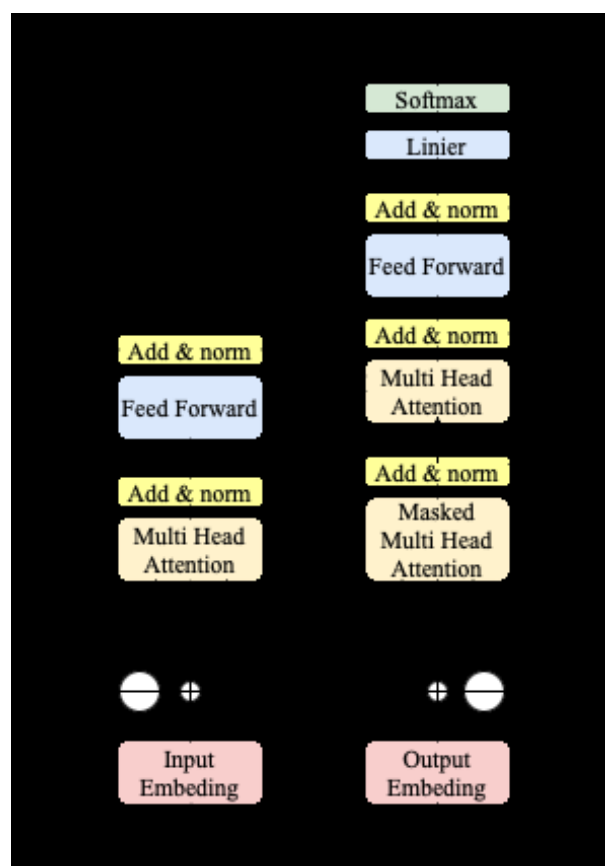 Softmax
Linier
Add & norm
Feed Forward
Add & norm
Multi Head
Attention
Add & norm
Masked
Multi Head
Attention
Output
Embeding
Add & norm
Feed Forward
Add & norm
Multi Head
Attention
Input
Embeding